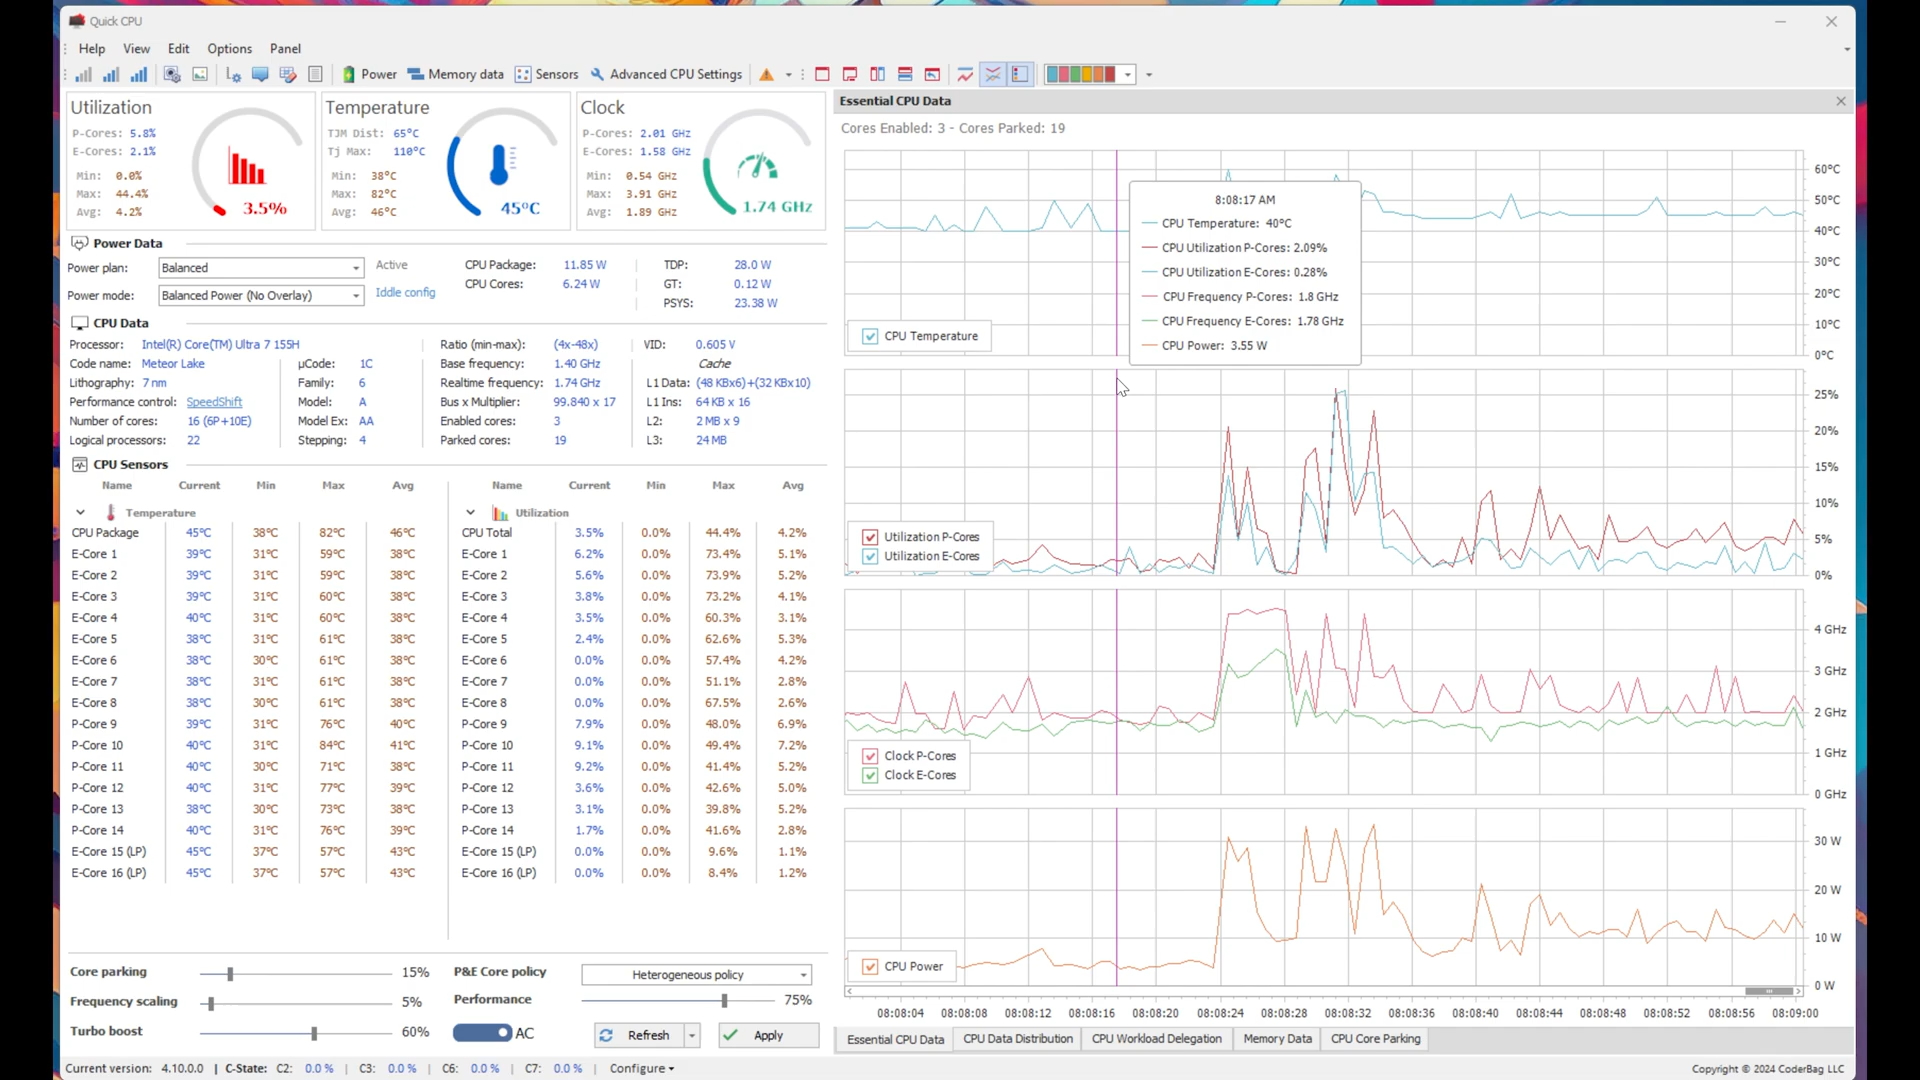 Quick CPU
Help View Edit Options Panel
Power Memory data Sensors Advanced CPU Settings
Utilization
P-Cores: 5.8%
E-Cores: 2.1%
Min: 0.0%
Max: 44.4%
Avg: 4.2%
3.5%
Temperature
TJM Dist: 65°C
Tj Max: 110°C
Min: 38°C
Max: 82°C
Avg: 46°C
45°C
Clock
P-Cores: 2.01 GHz
E-Cores: 1.58 GHz
Min: 0.54 GHz
Max: 3.91 GHz
Avg: 1.89 GHz
1.74 GHz
Power Data
Power plan: Balanced Active
Power mode: Balanced Power (No Overlay) Iddle config
CPU Package: 11.85 W TDP: 28.0 W
CPU Cores: 6.24 W GT: 0.12 W
PSYS: 23.38 W
CPU Data
Processor: Intel(R) Core(TM) Ultra 7 155H Ratio (min-max): (4x-48x) VID: 0.605 V
Code name: Meteor Lake µCode: 1C Base frequency: 1.40 GHz Cache
Lithography: 7 nm Family: 6 Realtime frequency: 1.74 GHz L1 Data: (48 KBx6)+(32 KBx10)
Performance control: SpeedShift Model: A Bus x Multiplier: 99.840 x 17 L1 Ins: 64 KB x 16
Number of cores: 16 (6P+10E) Model Ex: AA Enabled cores: 3 L2: 2 MB x 9
Logical processors: 22 Stepping: 4 Parked cores: 19 L3: 24 MB
CPU Sensors
Name Current Min Max Avg Name Current Min Max Avg
Temperature Utilization
CPU Package 45°C 38°C 82°C 46°C CPU Total 3.5% 0.0% 44.4% 4.2%
E-Core 1 39°C 31°C 59°C 38°C E-Core 1 6.2% 0.0% 73.4% 5.1%
E-Core 2 39°C 31°C 59°C 38°C E-Core 2 5.6% 0.0% 73.9% 5.2%
E-Core 3 39°C 31°C 60°C 38°C E-Core 3 3.8% 0.0% 73.2% 4.1%
E-Core 4 40°C 31°C 60°C 38°C E-Core 4 3.5% 0.0% 60.3% 3.1%
E-Core 5 38°C 31°C 61°C 38°C E-Core 5 2.4% 0.0% 62.6% 5.3%
E-Core 6 38°C 30°C 61°C 38°C E-Core 6 0.0% 0.0% 57.4% 4.2%
E-Core 7 38°C 31°C 61°C 38°C E-Core 7 0.0% 0.0% 51.1% 2.8%
E-Core 8 38°C 30°C 61°C 38°C E-Core 8 0.0% 0.0% 67.5% 2.6%
P-Core 9 39°C 31°C 76°C 40°C P-Core 9 7.9% 0.0% 48.0% 6.9%
P-Core 10 40°C 31°C 84°C 41°C P-Core 10 9.1% 0.0% 49.4% 7.2%
P-Core 11 40°C 30°C 71°C 38°C P-Core 11 9.2% 0.0% 41.4% 5.2%
P-Core 12 40°C 31°C 77°C 39°C P-Core 12 3.6% 0.0% 42.6% 5.0%
P-Core 13 38°C 30°C 73°C 38°C P-Core 13 3.1% 0.0% 39.8% 5.2%
P-Core 14 40°C 31°C 76°C 39°C P-Core 14 1.7% 0.0% 41.6% 2.8%
E-Core 15 (LP) 45°C 37°C 57°C 43°C E-Core 15 (LP) 0.0% 0.0% 9.6% 1.1%
E-Core 16 (LP) 45°C 37°C 57°C 43°C E-Core 16 (LP) 0.0% 0.0% 8.4% 1.2%
Core parking 15% P&E Core policy Heterogeneous policy
Frequency scaling 5% Performance 75%
Turbo boost 60% AC Refresh Apply
Essential CPU Data
Cores Enabled: 3 - Cores Parked: 19
60°C
50°C
40°C
30°C
20°C
10°C
0°C
8:08:17 AM
CPU Temperature: 40°C
CPU Utilization P-Cores: 2.09%
CPU Utilization E-Cores: 0.28%
CPU Frequency P-Cores: 1.8 GHz
CPU Frequency E-Cores: 1.78 GHz
CPU Power: 3.55 W
CPU Temperature
25%
20%
15%
10%
5%
0%
Utilization P-Cores
Utilization E-Cores
4 GHz
3 GHz
2 GHz
1 GHz
0 GHz
Clock P-Cores
Clock E-Cores
30 W
20 W
10 W
0 W
CPU Power
08:08:04 08:08:08 08:08:12 08:08:16 08:08:20 08:08:24 08:08:28 08:08:32 08:08:36 08:08:40 08:08:44 08:08:48 08:08:52 08:08:56 08:09:00
Essential CPU Data CPU Data Distribution CPU Workload Delegation Memory Data CPU Core Parking
Current version: 4.10.0.0 | C-State: C2: 0.0 % | C3: 0.0 % | C6: 0.0 % | C7: 0.0 % | Configure Copyright © 2024 CoderBag LLC